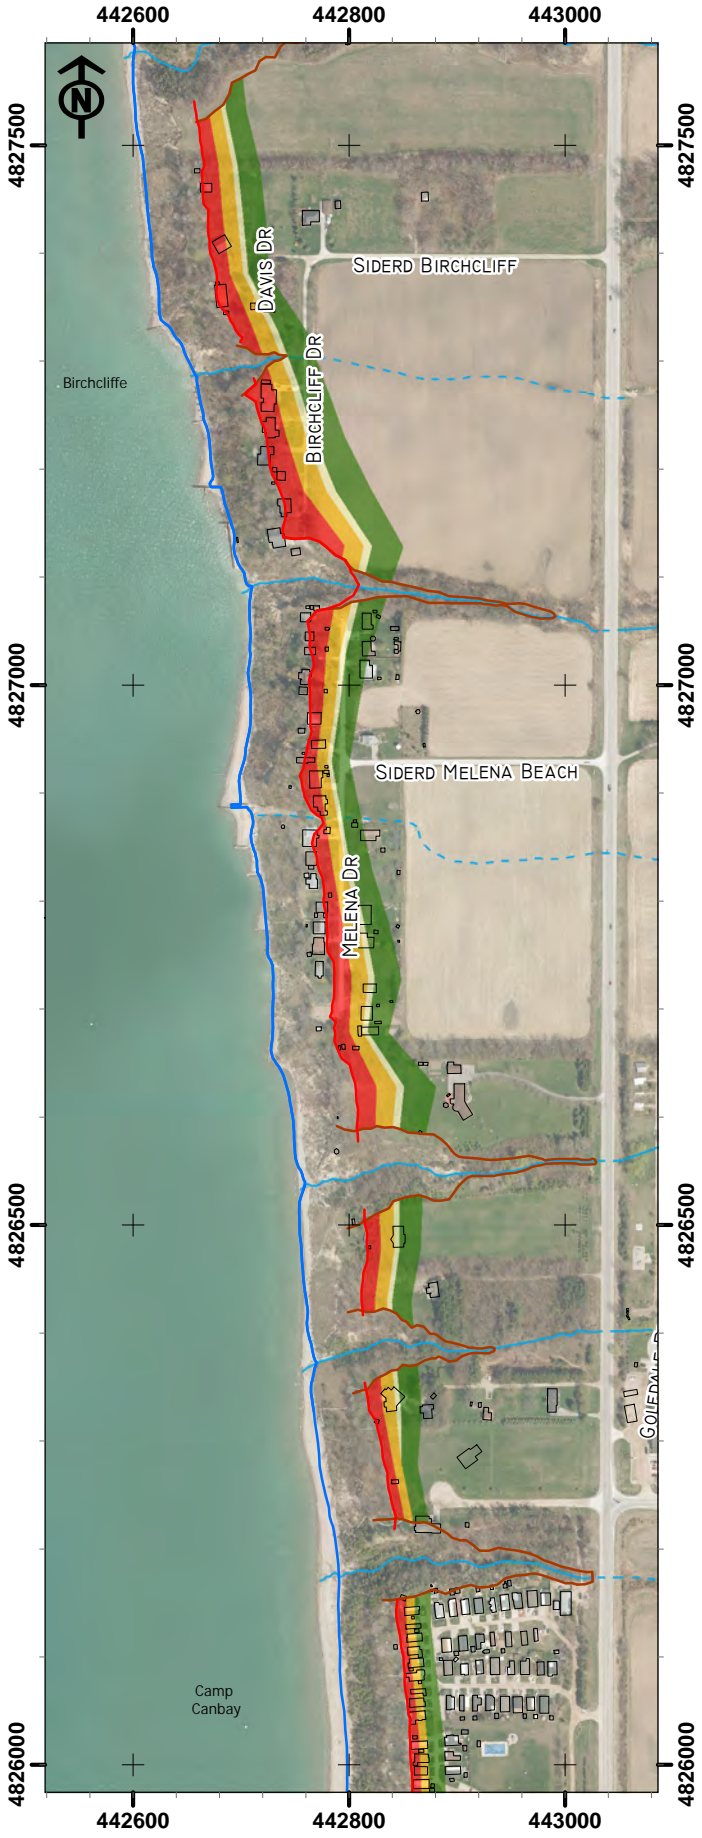 442600 442800 443000
N
4827500 4827500
DAVIS DR
SIDERD BIRCHCLIFF
BIRCHCLIFF DR
Birchcliffe
4827000 4827000
SIDERD MELENA BEACH
MELENA DR
4826500 4826500
GOLFDALE R
Camp
Canbay
4826000 4826000
442600 442800 443000